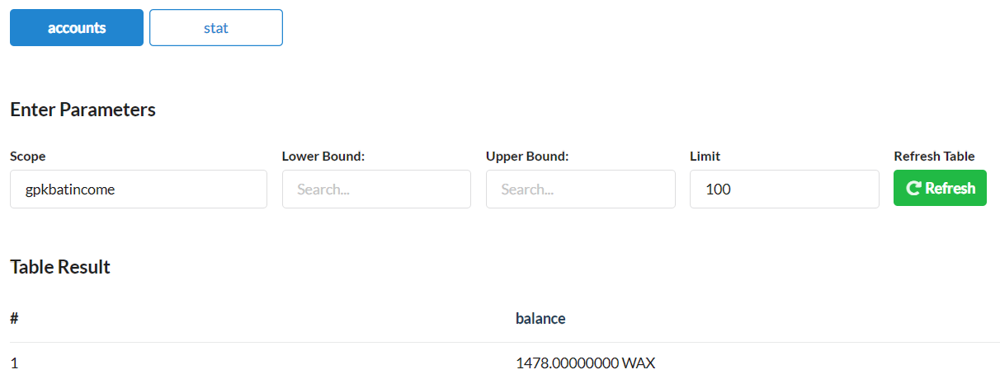 accounts stat
Enter Parameters
Scope Lower Bound: Upper Bound: Limit Refresh Table
gpkbatincome Search... Search... 100 Refresh
Table Result
# balance
1 1478.00000000 WAX